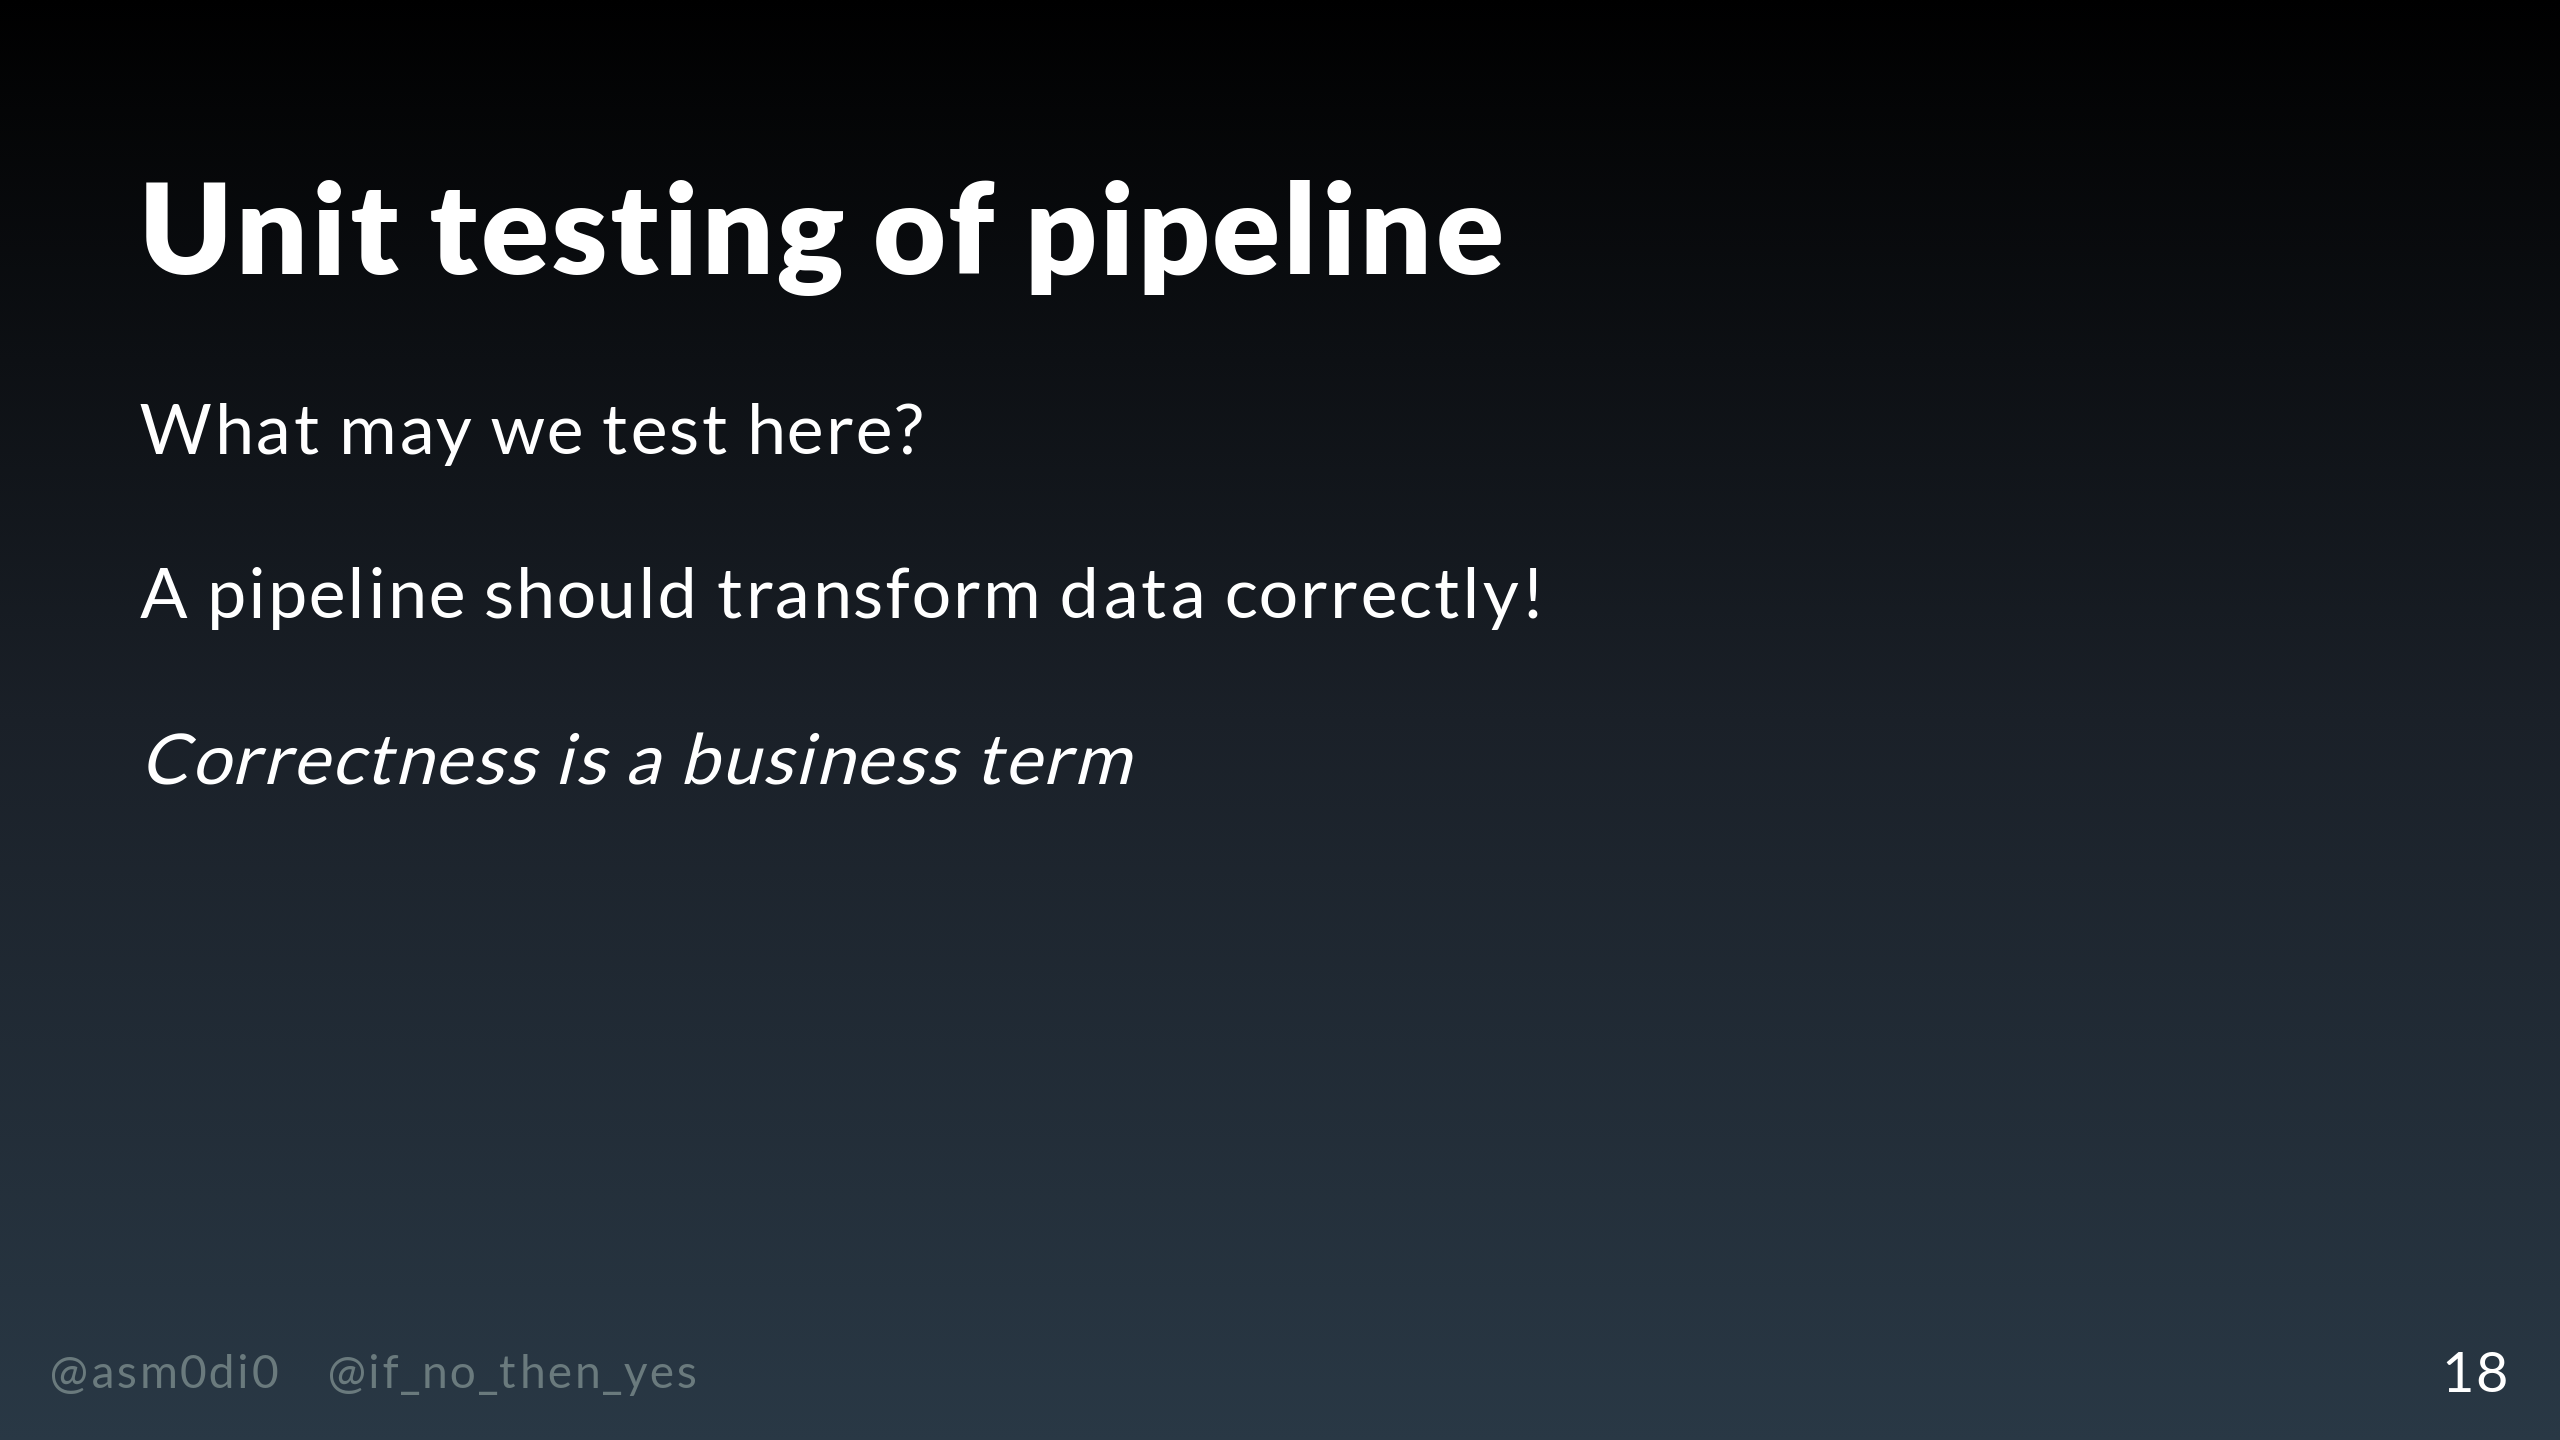 Unit testing of pipeline
What may we test here?
A pipeline should transform data correctly!
Correctness is a business term
@asm0di0 @if_no_then_yes
18